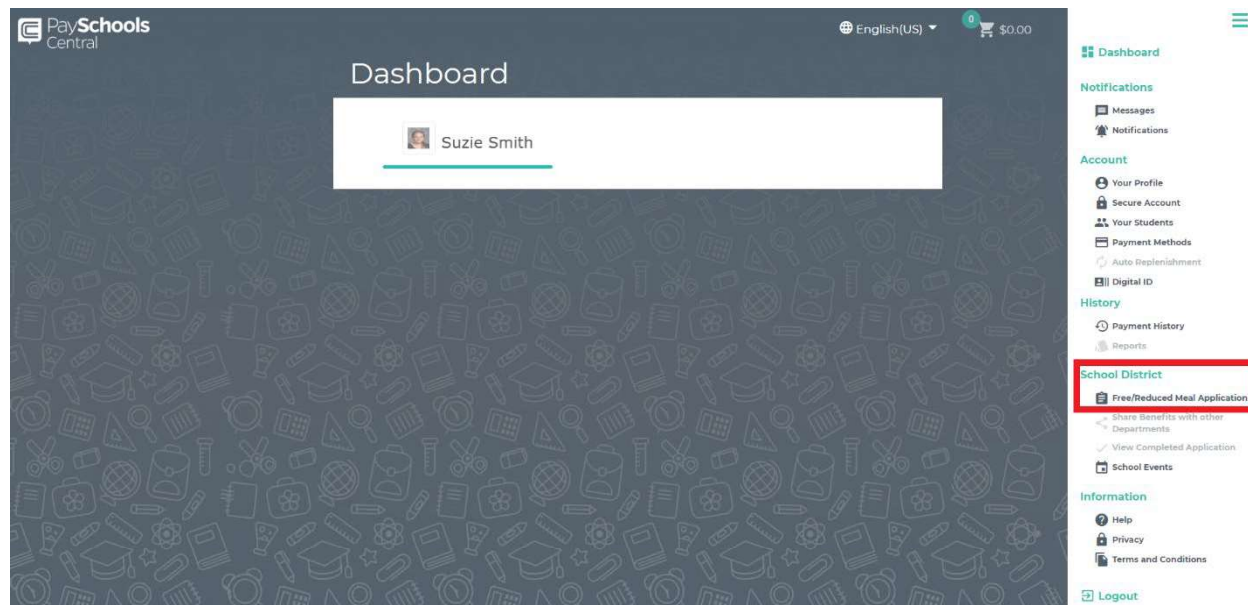 PaySchools
Central
English(US)
0
$0.00
Dashboard
Suzie Smith
Dashboard
Notifications
Messages
Notifications
Account
Your Profile
Secure Account
Your Students
Payment Methods
Auto Replenishment
Digital ID
History
Payment History
Reports
School District
Free/Reduced Meal Application
Share Benefits with other
Departments
View Completed Application
School Events
Information
Help
Privacy
Terms and Conditions
Logout